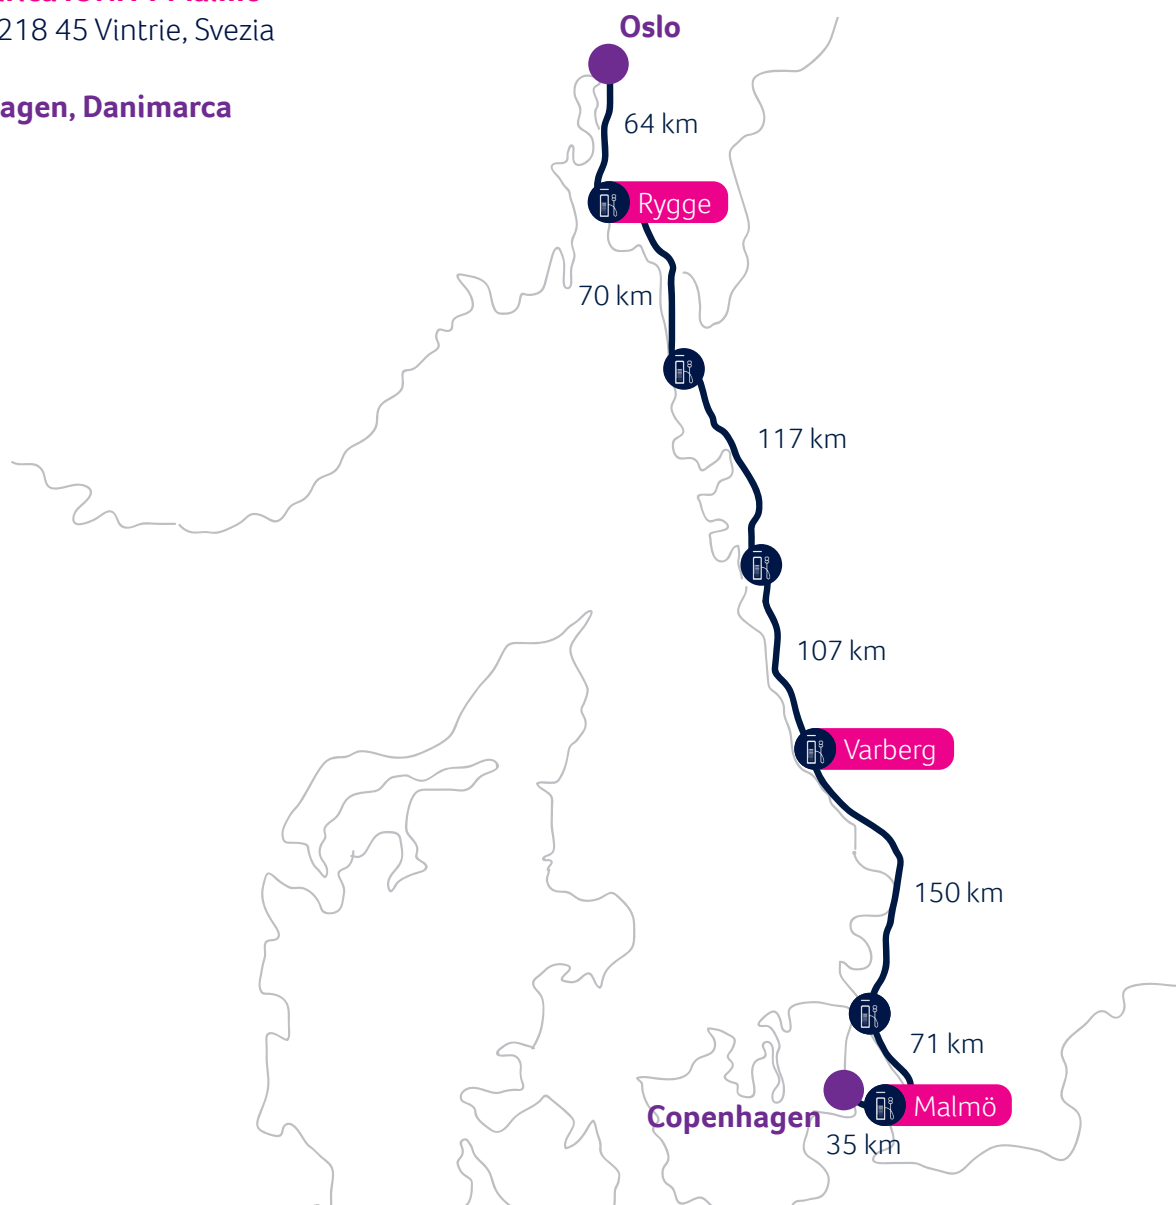 218 45 Vintrie, Svezia
agen, Danimarca
Oslo
64 km
Rygge
70 km
117 km
107 km
Varberg
150 km
71 km
Copenhagen
Malmö
35 km